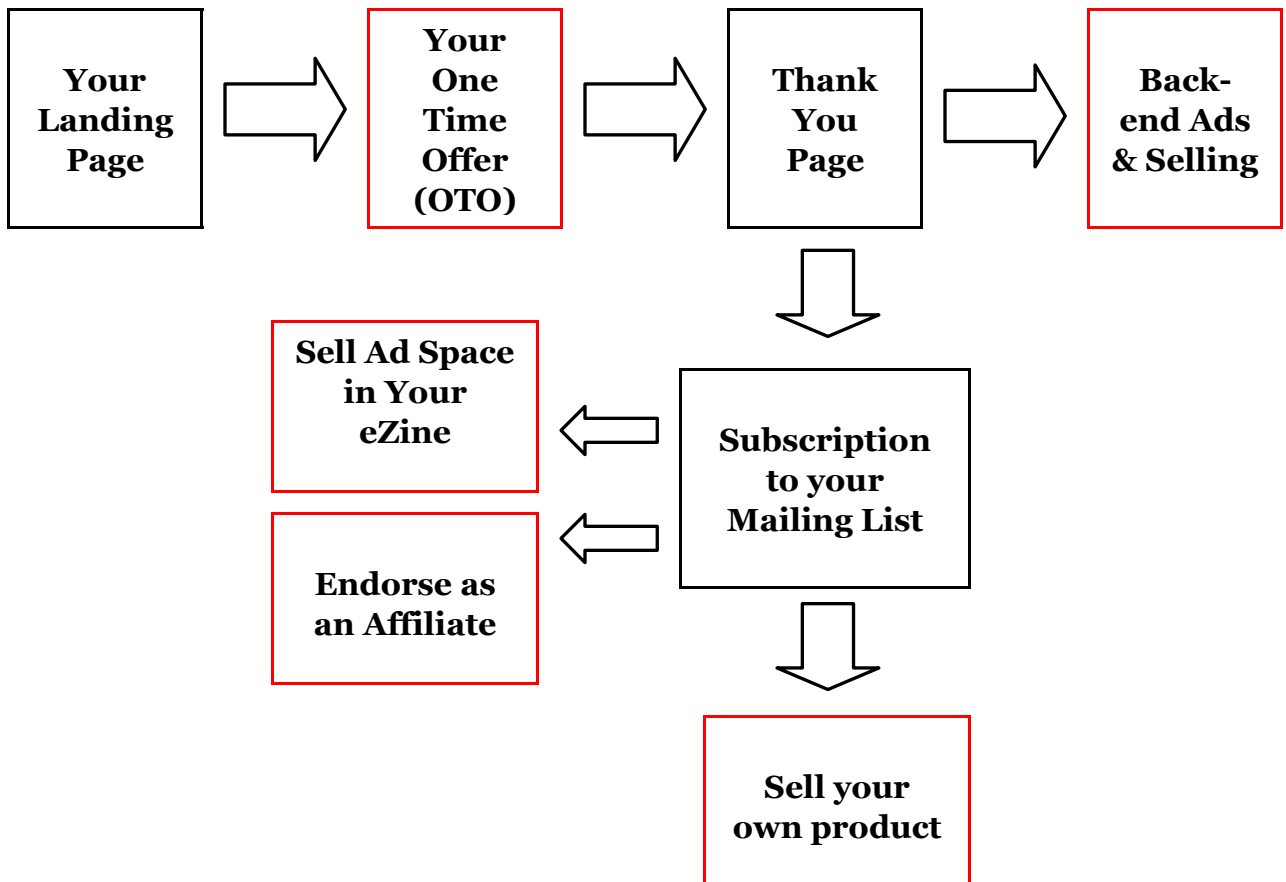 Your
Landing
Page
Your
One
Time
Offer
(OTO)
Thank
You
Page
Back-
end Ads
& Selling
Sell Ad Space
in Your
eZine
Subscription
to your
Mailing List
Endorse as
an Affiliate
Sell your
own product